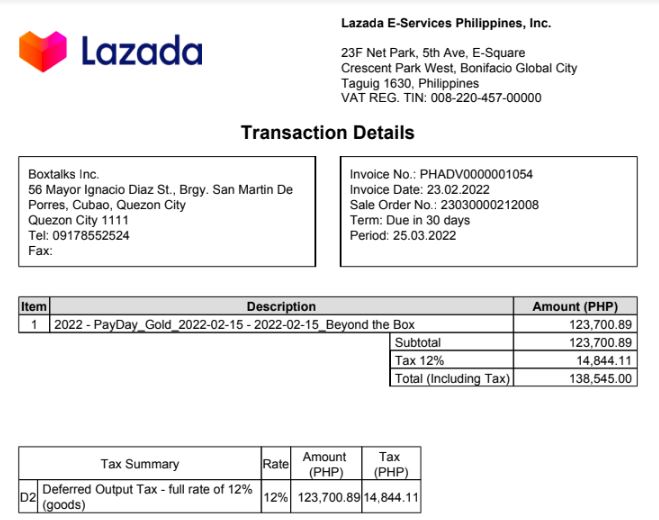 Lazada
Lazada E-Services Philippines, Inc.
23F Net Park, 5th Ave, E-Square
Crescent Park West, Bonifacio Global City
Taguig 1630, Philippines
VAT REG. TIN: 008-220-457-00000
Transaction Details
Boxtalks Inc.
56 Mayor Ignacio Diaz St., Brgy. San Martin De
Porres, Cubao, Quezon City
Quezon City 1111
Tel: 09178552524
Fax:
Invoice No.: PHADV0000001054
Invoice Date: 23.02.2022
Sale Order No.: 23030000212008
Term: Due in 30 days
Period: 25.03.2022
Item Description Amount (PHP)
1 2022 - PayDay_Gold_2022-02-15 - 2022-02-15_Beyond the Box 123,700.89
Subtotal 123,700.89
Tax 12% 14,844.11
Total (Including Tax) 138,545.00
Tax Summary Rate Amount (PHP) Tax (PHP)
D2 Deferred Output Tax - full rate of 12% (goods) 12% 123,700.89 14,844.11